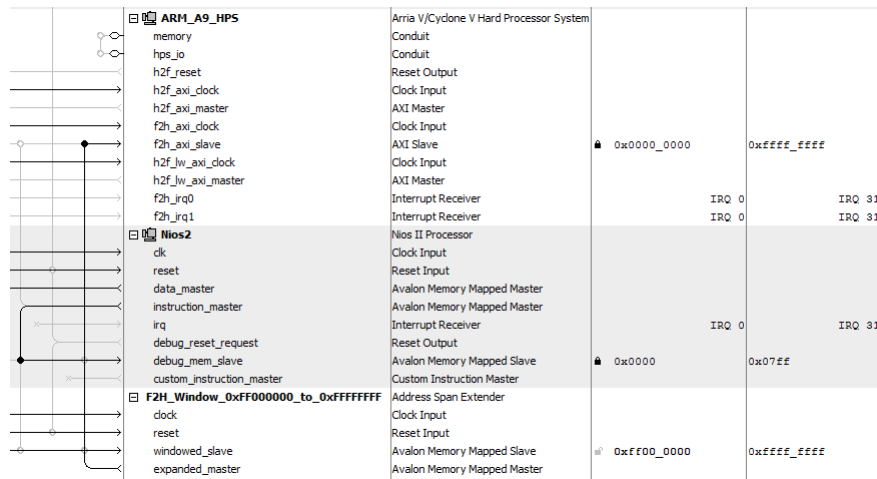 ARM_A9_HPS Arria V/Cyclone V Hard Processor System
memory Conduit
hps_io Conduit
h2f_reset Reset Output
h2f_axi_clock Clock Input
h2f_axi_master AXI Master
f2h_axi_clock Clock Input
f2h_axi_slave AXI Slave 0x0000_0000 0xffff_ffff
h2f_lw_axi_clock Clock Input
h2f_lw_axi_master AXI Master
f2h_irq0 Interrupt Receiver IRQ 0 IRQ 31
f2h_irq1 Interrupt Receiver IRQ 0 IRQ 31
Nios2 Nios II Processor
clk Clock Input
reset Reset Input
data_master Avalon Memory Mapped Master
instruction_master Avalon Memory Mapped Master
irq Interrupt Receiver IRQ 0 IRQ 31
debug_reset_request Reset Output
debug_mem_slave Avalon Memory Mapped Slave 0x0000 0x07ff
custom_instruction_master Custom Instruction Master
F2H_Window_0xFF000000_to_0xFFFFFFFF Address Span Extender
clock Clock Input
reset Reset Input
windowed_slave Avalon Memory Mapped Slave 0xff00_0000 0xffff_ffff
expanded_master Avalon Memory Mapped Master